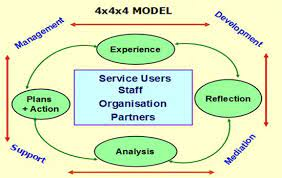 4x4x4 MODEL
Management
Development
Experience
Service Users
Staff
Organisation
Partners
Plans
+ Action
Reflection
Analysis
Support
Mediation